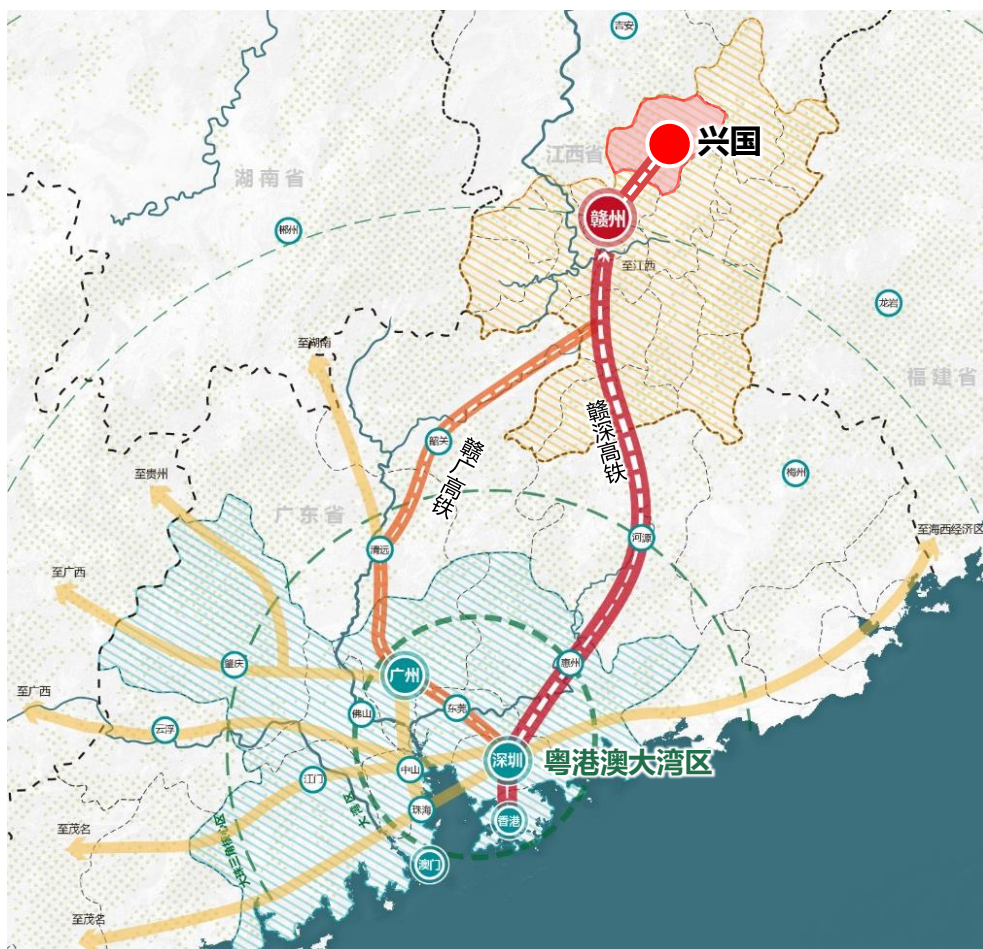 吉安
兴国
江西省
湖南省
赣州
郴州
至江西
龙岩
至湖南
福建省
赣深高铁
韶关
赣广高铁
梅州
至贵州
广东省
至海西经济区
河源
清远
至广西
惠州
肇庆
广州
至广西
东莞
佛山
云浮
深圳
粤港澳大湾区
中山
江门
珠海
大湾区
香港
至茂名
澳门
至茂名